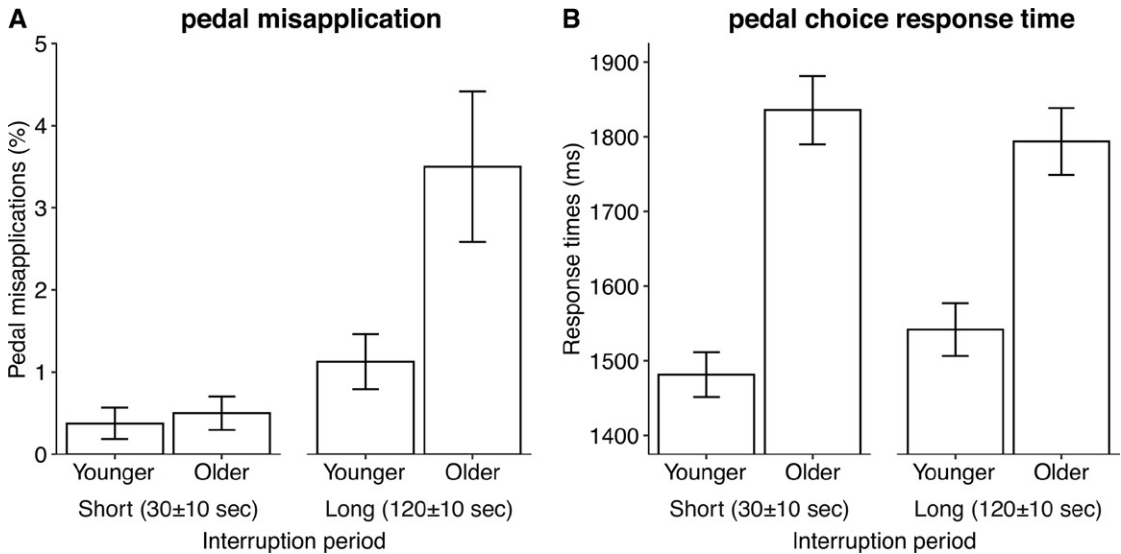 A
pedal misapplication
Pedal misapplications (%)
5
4
3
2
1
0
Younger
Older
Younger
Older
Short (30±10 sec)
Long (120±10 sec)
Interruption period
B
pedal choice response time
Response times (ms)
1900
1800
1700
1600
1500
1400
Younger
Older
Younger
Older
Short (30±10 sec)
Long (120±10 sec)
Interruption period